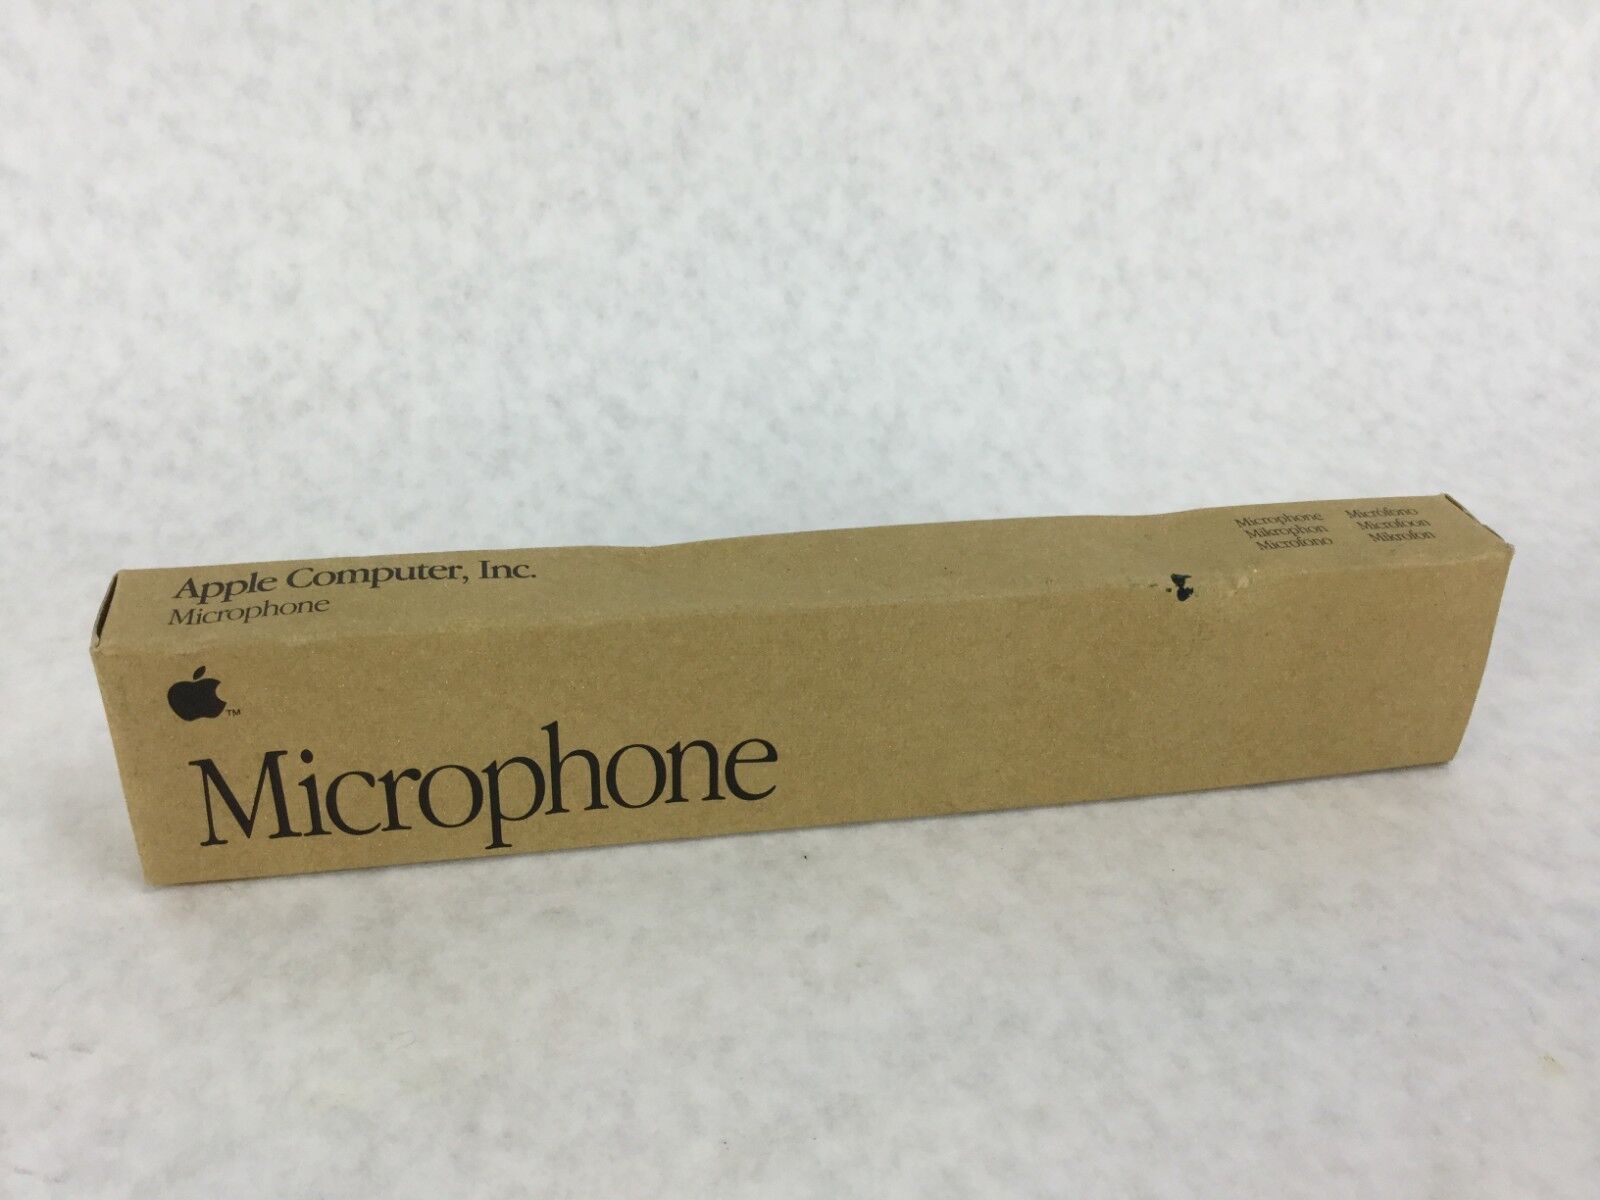 Apple Computer, Inc.
Microphone
Microphone
Mikrophon
Microfono
Micrófono
Microfoon
Mikrofon
TM
Microphone